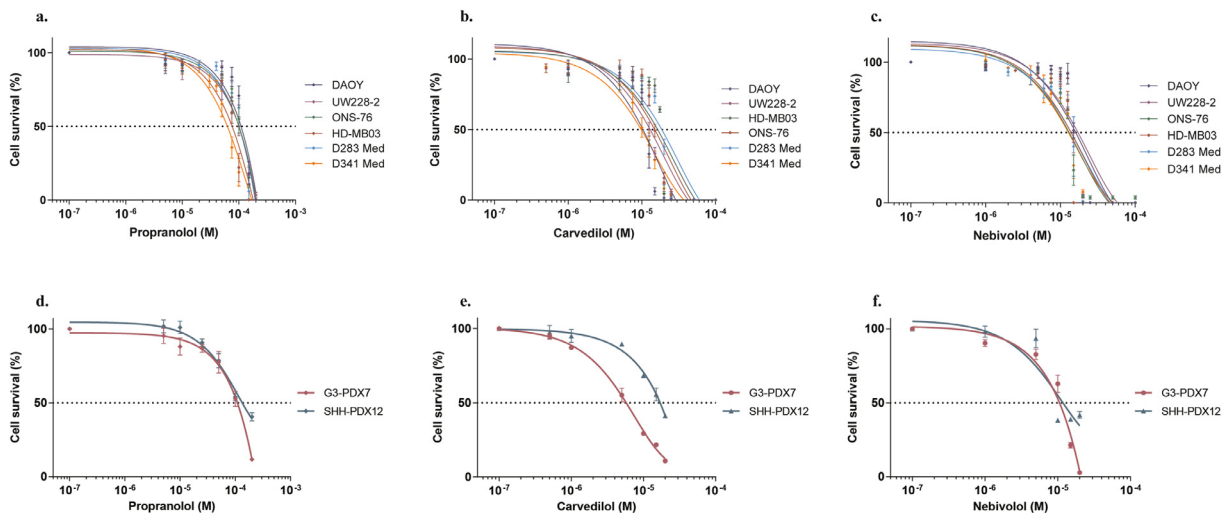 a.
Cell survival (%)
100
50
0
10-7
10-6
10-5
10-4
10-3
Propranolol (M)
DAOY
UW228-2
ONS-76
HD-MB03
D283 Med
D341 Med
b.
Cell survival (%)
100
50
0
10-7
10-6
10-5
10-4
Carvedilol (M)
DAOY
UW228-2
HD-MB03
ONS-76
D283 Med
D341 Med
c.
Cell survival (%)
100
50
0
10-7
10-6
10-5
10-4
Nebivolol (M)
DAOY
UW228-2
ONS-76
HD-MB03
D283 Med
D341 Med
d.
Cell survival (%)
100
50
0
10-7
10-6
10-5
10-4
10-3
Propranolol (M)
G3-PDX7
SHH-PDX12
e.
Cell survival (%)
100
50
0
10-7
10-6
10-5
10-4
Carvedilol (M)
G3-PDX7
SHH-PDX12
f.
Cell survival (%)
100
50
0
10-7
10-6
10-5
10-4
Nebivolol (M)
G3-PDX7
SHH-PDX12